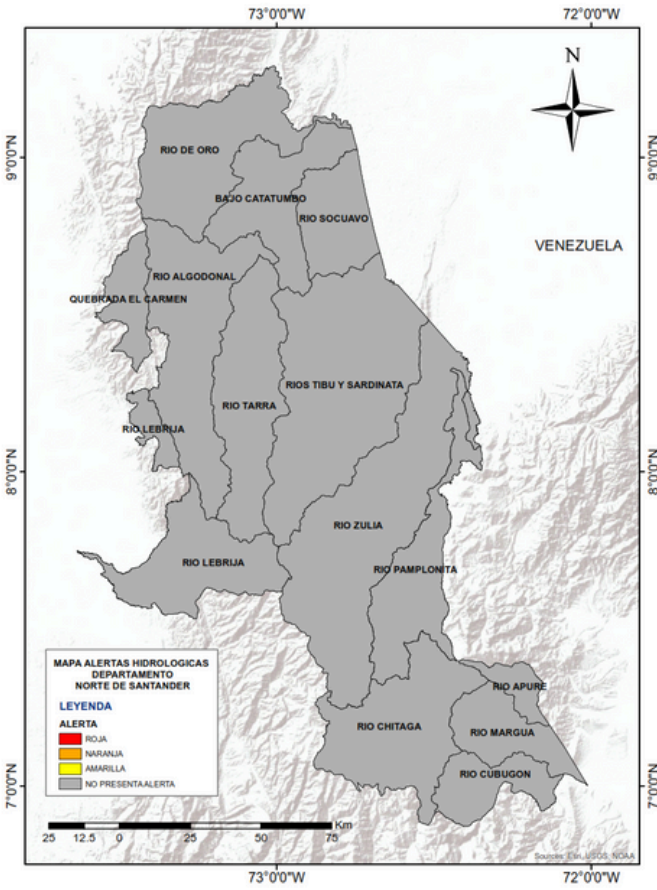 73°0'0"W
72°0'0"W
N
9°0'0"N
9°0'0"N
RIO DE ORO
BAJO CATATUMBO
RIO SOCUAVO
VENEZUELA
RIO ALGODONAL
QUEBRADA EL CARMEN
RIOS TIBU Y SARDINATA
RIO TARRA
RIO LEBRIJA
8°0'0"N
8°0'0"N
RIO ZULIA
RIO LEBRIJA
RIO PAMPLONITA
RIO APURE
RIO CHITAGA
RIO MARGUA
RIO CUBUGON
7°0'0"N
7°0'0"N
MAPA ALERTAS HIDROLOGICAS
DEPARTAMENTO
NORTE DE SANTANDER
LEYENDA
ALERTA
ROJA
NARANJA
AMARILLA
NO PRESENTA ALERTA
25 12.5 0 25 50 75 Km
Sources: Esri, USGS, NOAA
73°0'0"W
72°0'0"W